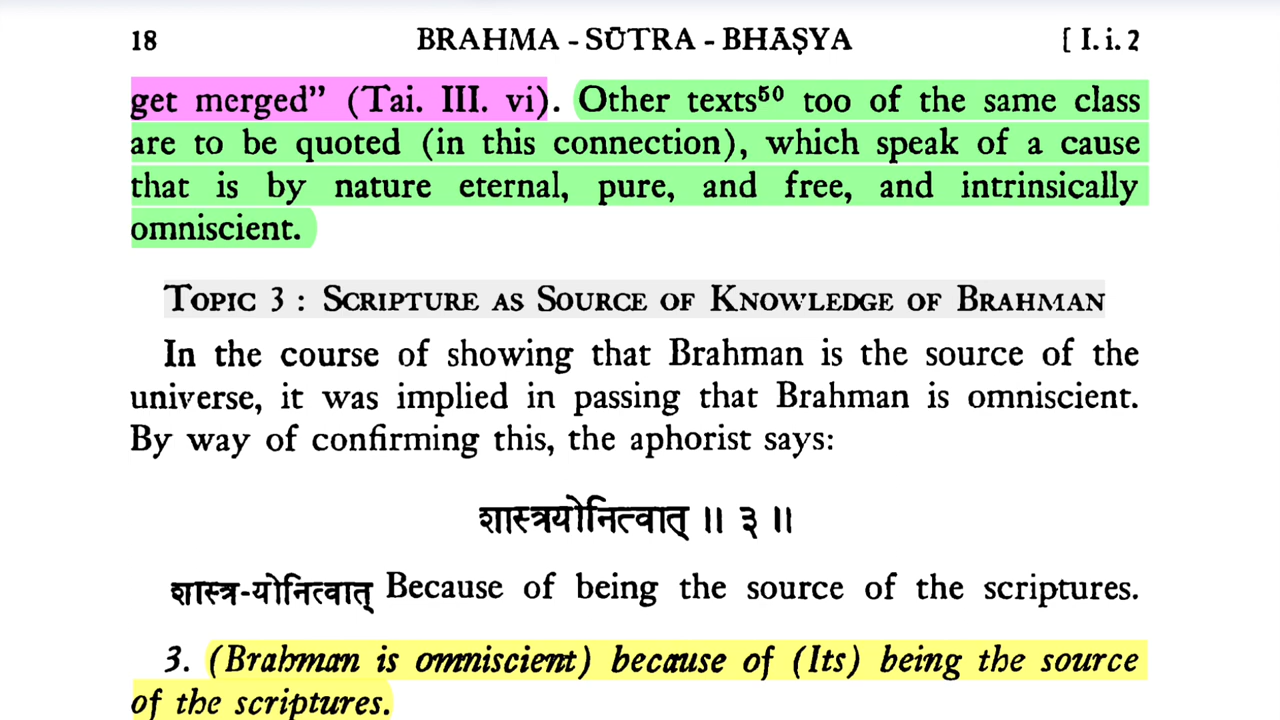 18 BRAHMA - SŪTRA - BHĀṢYA [ I. i. 2
get merged” (Tai. III. vi). Other texts⁵⁰ too of the same class
are to be quoted (in this connection), which speak of a cause
that is by nature eternal, pure, and free, and intrinsically
omniscient.
TOPIC 3 : SCRIPTURE AS SOURCE OF KNOWLEDGE OF BRAHMAN
In the course of showing that Brahman is the source of the
universe, it was implied in passing that Brahman is omniscient.
By way of confirming this, the aphorist says:
शास्त्रयोनित्वात् ॥ ३ ॥
शास्त्र-योनित्वात् Because of being the source of the scriptures.
3. (Brahman is omniscient) because of (Its) being the source
of the scriptures.